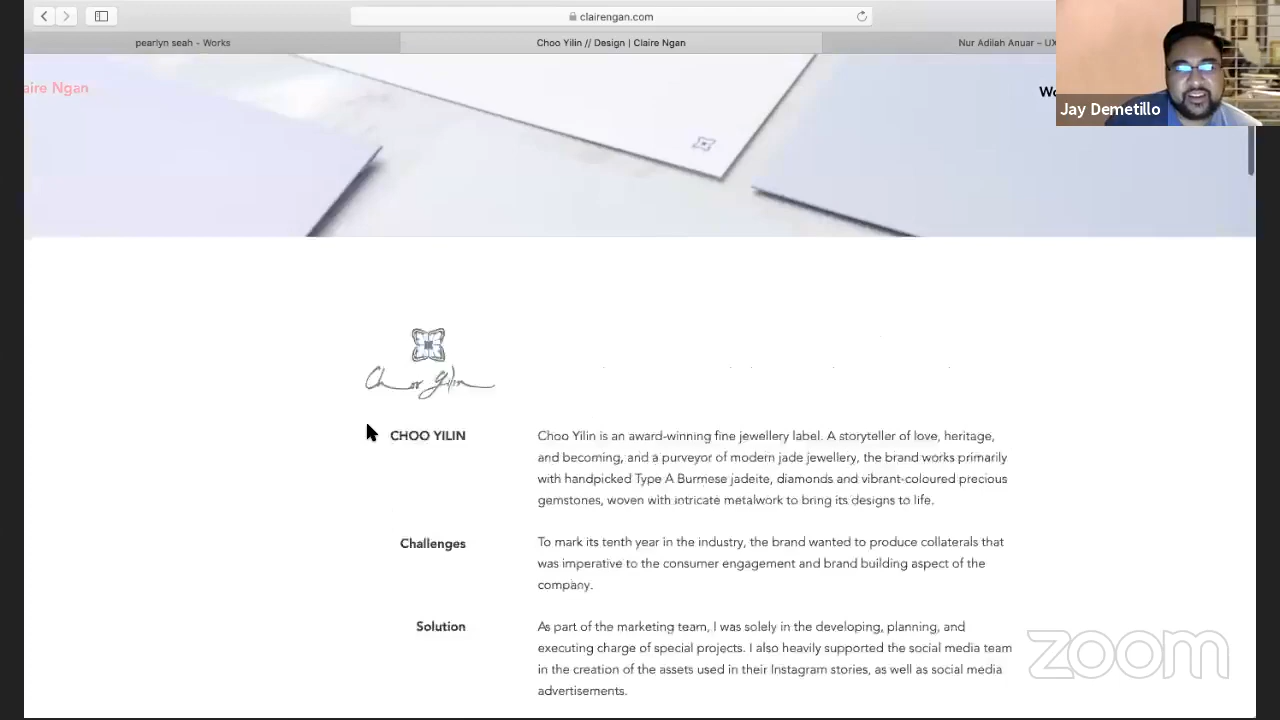 clairengan.com
pearlyn seah - Works
Choo Yilin // Design | Claire Ngan
Nur Adilah Anuar – UX
aire Ngan
Wo
Jay Demetillo
Choo Yilin
CHOO YILIN
Choo Yilin is an award-winning fine jewellery label. A storyteller of love, heritage,
and becoming, and a purveyor of modern jade jewellery, the brand works primarily
with handpicked Type A Burmese jadeite, diamonds and vibrant-coloured precious
gemstones, woven with intricate metalwork to bring its designs to life.
Challenges
To mark its tenth year in the industry, the brand wanted to produce collaterals that
was imperative to the consumer engagement and brand building aspect of the
company.
Solution
As part of the marketing team, I was solely in the developing, planning, and
executing charge of special projects. I also heavily supported the social media team
in the creation of the assets used in their Instagram stories, as well as social media
advertisements.
zoom